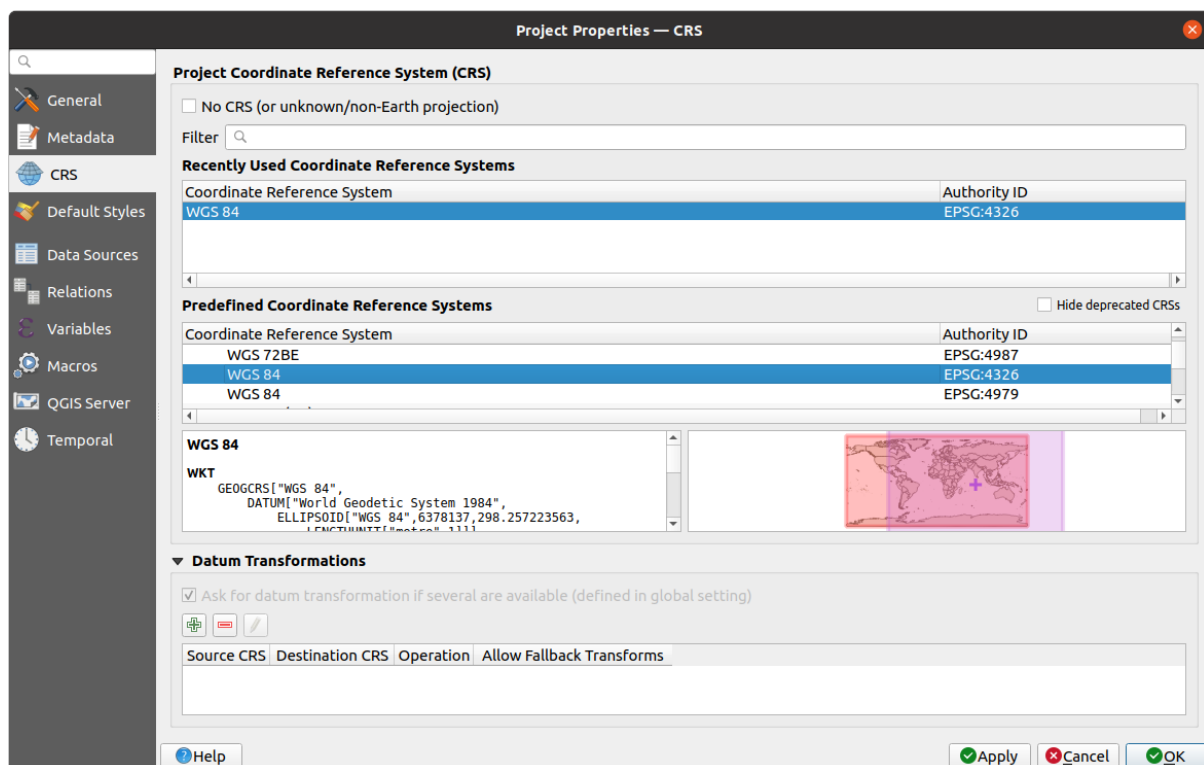 Project Properties — CRS
General
Metadata
CRS
Default Styles
Data Sources
Relations
Variables
Macros
QGIS Server
Temporal
Project Coordinate Reference System (CRS)
No CRS (or unknown/non-Earth projection)
Filter
Recently Used Coordinate Reference Systems
Coordinate Reference System Authority ID
WGS 84 EPSG:4326
Predefined Coordinate Reference Systems Hide deprecated CRSs
Coordinate Reference System Authority ID
WGS 72BE EPSG:4987
WGS 84 EPSG:4326
WGS 84 EPSG:4979
WGS 84
WKT
GEOGCRS["WGS 84",
DATUM["World Geodetic System 1984",
ELLIPSOID["WGS 84",6378137,298.257223563,
LENGTHUNIT["metre",1]]],
Datum Transformations
Ask for datum transformation if several are available (defined in global setting)
Source CRS Destination CRS Operation Allow Fallback Transforms
Help Apply Cancel OK